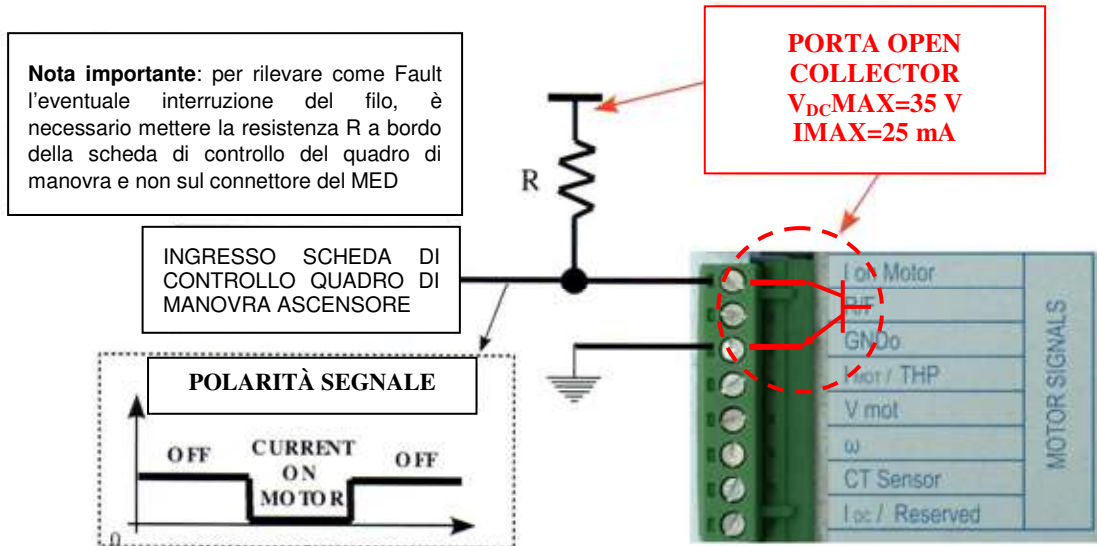 Nota importante: per rilevare come Fault
l'eventuale interruzione del filo, è
necessario mettere la resistenza R a bordo
della scheda di controllo del quadro di
manovra e non sul connettore del MED
PORTA OPEN
COLLECTOR
VDCMAX=35 V
IMAX=25 mA
R
INGRESSO SCHEDA DI
CONTROLLO QUADRO DI
MANOVRA ASCENSORE
I on Motor
R/F
GNDo
IMOT / THP
V mot
ω
CT Sensor
I DC / Reserved
MOTOR SIGNALS
POLARITÀ SEGNALE
OFF
CURRENT
ON
MOTOR
OFF
0